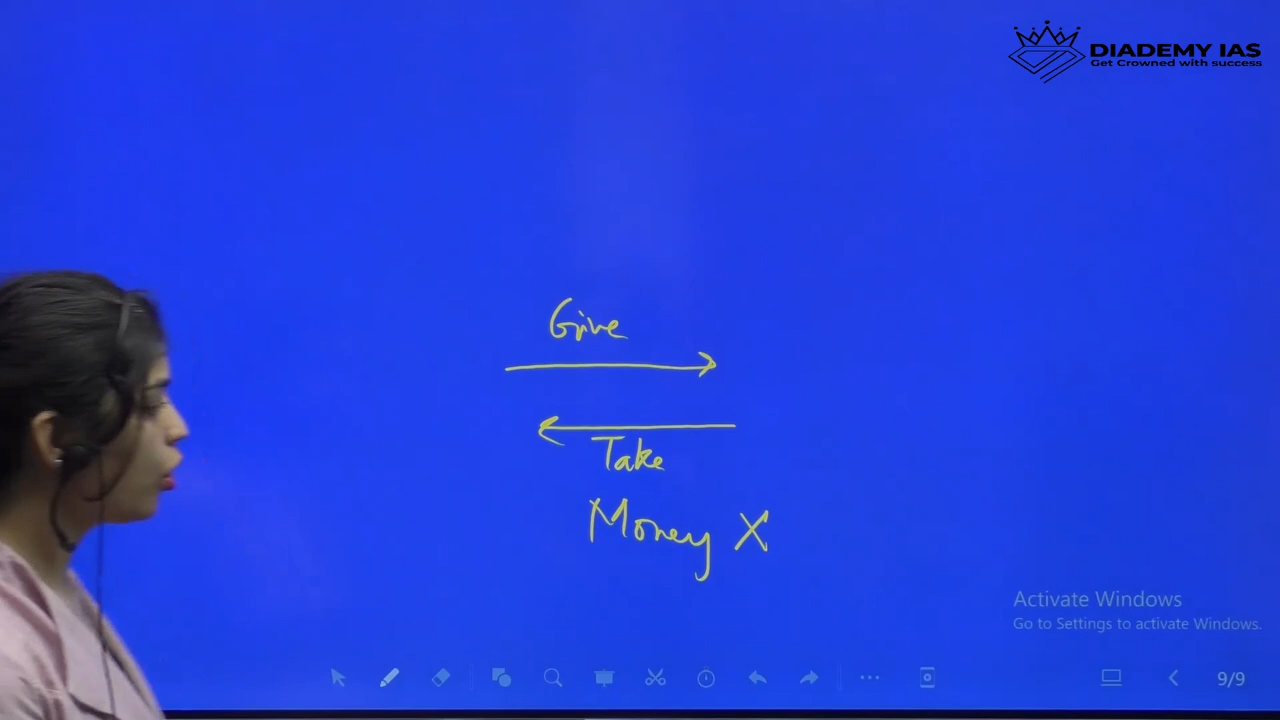 DIADEMY IAS
Get Crowned with success
Give
Take
Money X
Activate Windows
Go to Settings to activate Windows.
9/9